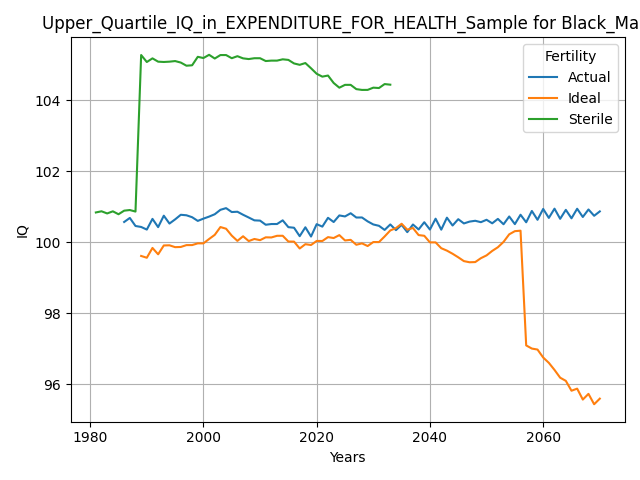 Upper_Quartile_IQ_in_EXPENDITURE_FOR_HEALTH_Sample for Black_Ma
Fertility
Actual
Ideal
Sterile
IQ
104
102
100
98
96
1980
2000
2020
2040
2060
Years